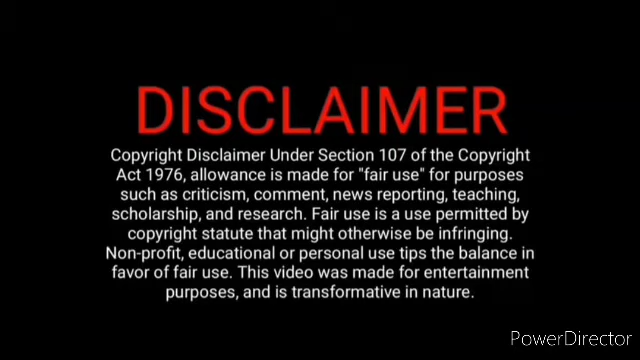 DISCLAIMER
Copyright Disclaimer Under Section 107 of the Copyright
Act 1976, allowance is made for "fair use" for purposes
such as criticism, comment, news reporting, teaching,
scholarship, and research. Fair use is a use permitted by
copyright statute that might otherwise be infringing.
Non-profit, educational or personal use tips the balance in
favor of fair use. This video was made for entertainment
purposes, and is transformative in nature.
PowerDirector